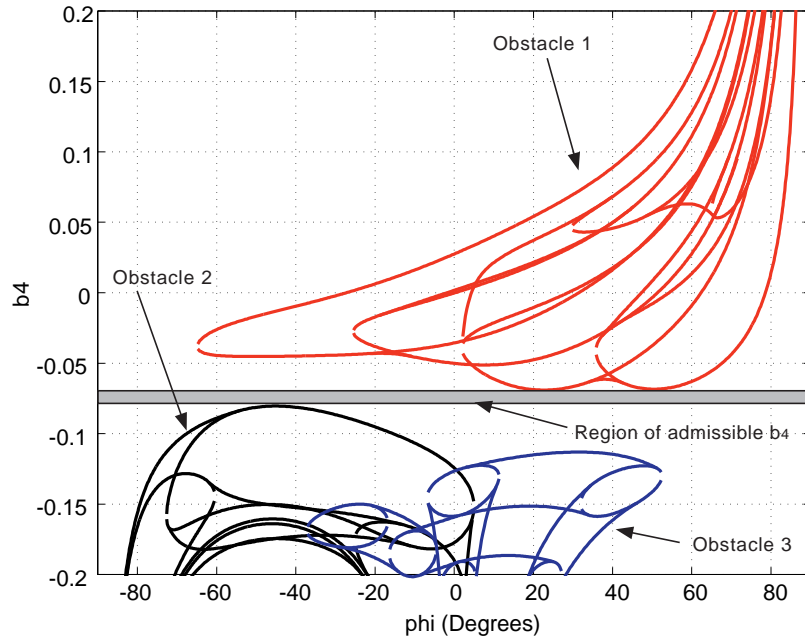 0.2
0.15
0.1
0.05
0
-0.05
-0.1
-0.15
-0.2
b4
Obstacle 1
Obstacle 2
Region of admissible b4
Obstacle 3
-80 -60 -40 -20 0 20 40 60 80
phi (Degrees)